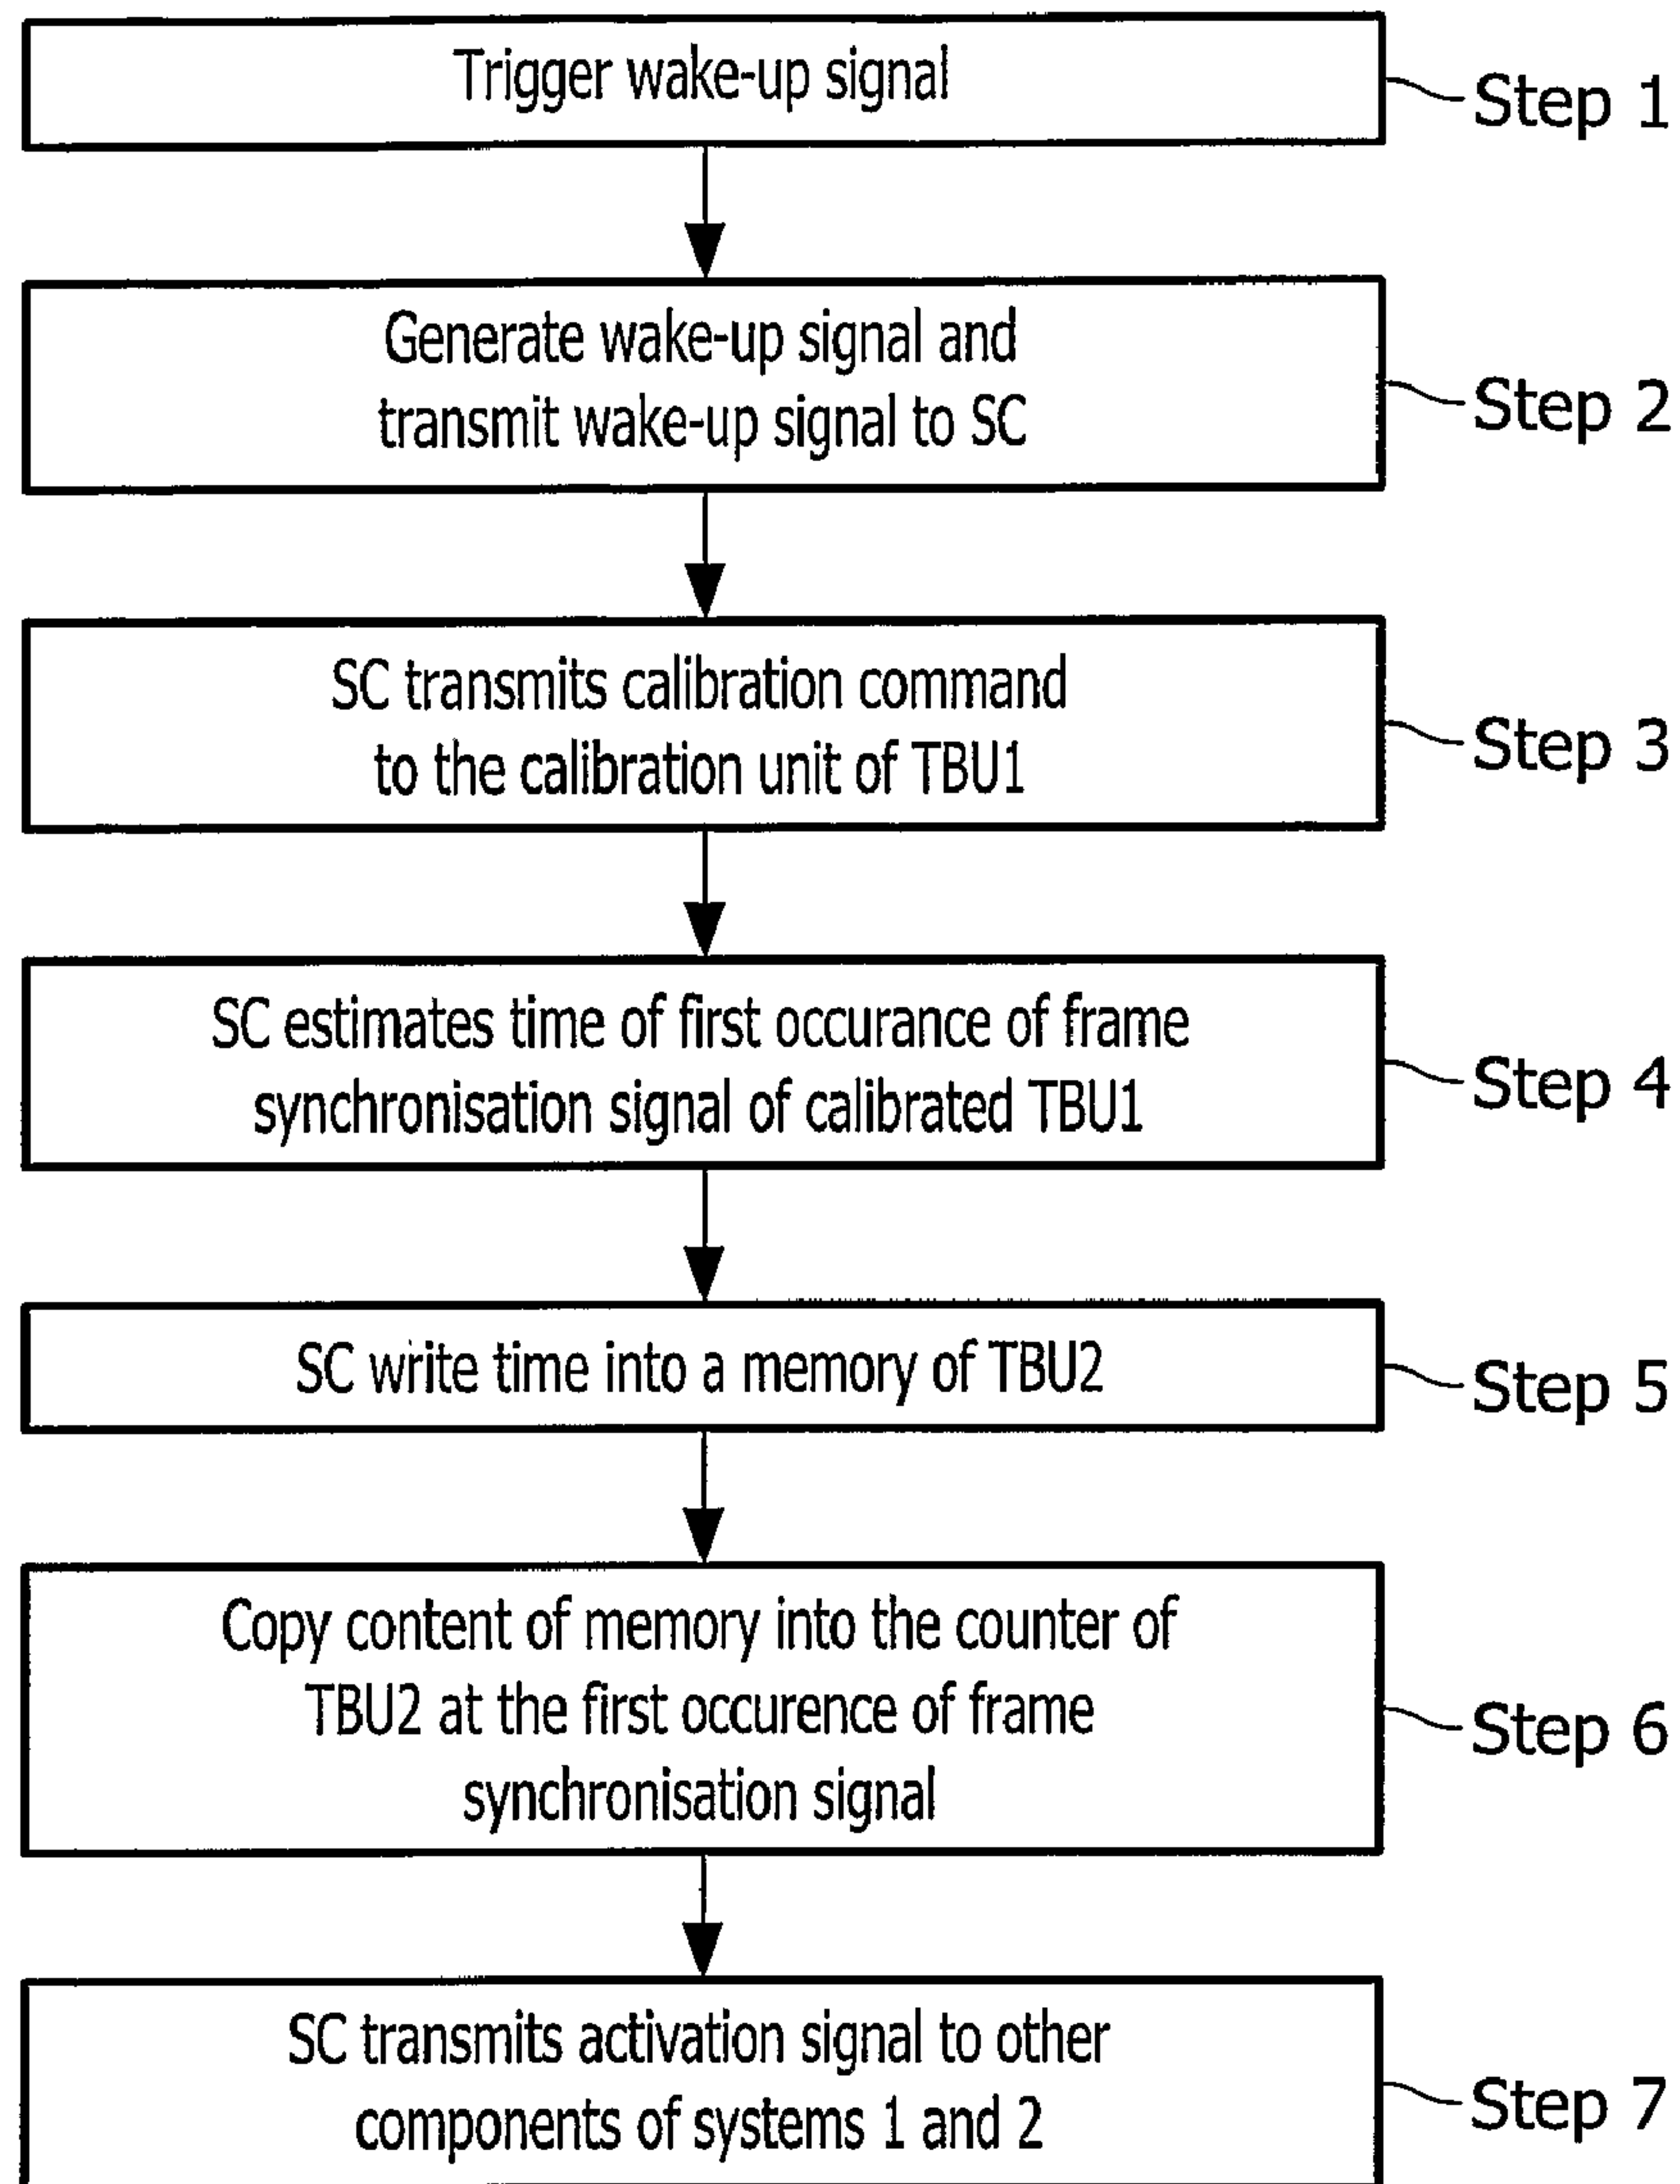 Trigger wake-up signal
Step 1
Generate wake-up signal and
transmit wake-up signal to SC
Step 2
SC transmits calibration command
to the calibration unit of TBU1
Step 3
SC estimates time of first occurance of frame
synchronisation signal of calibrated TBU1
Step 4
SC write time into a memory of TBU2
Step 5
Copy content of memory into the counter of
TBU2 at the first occurence of frame
synchronisation signal
Step 6
SC transmits activation signal to other
components of systems 1 and 2
Step 7